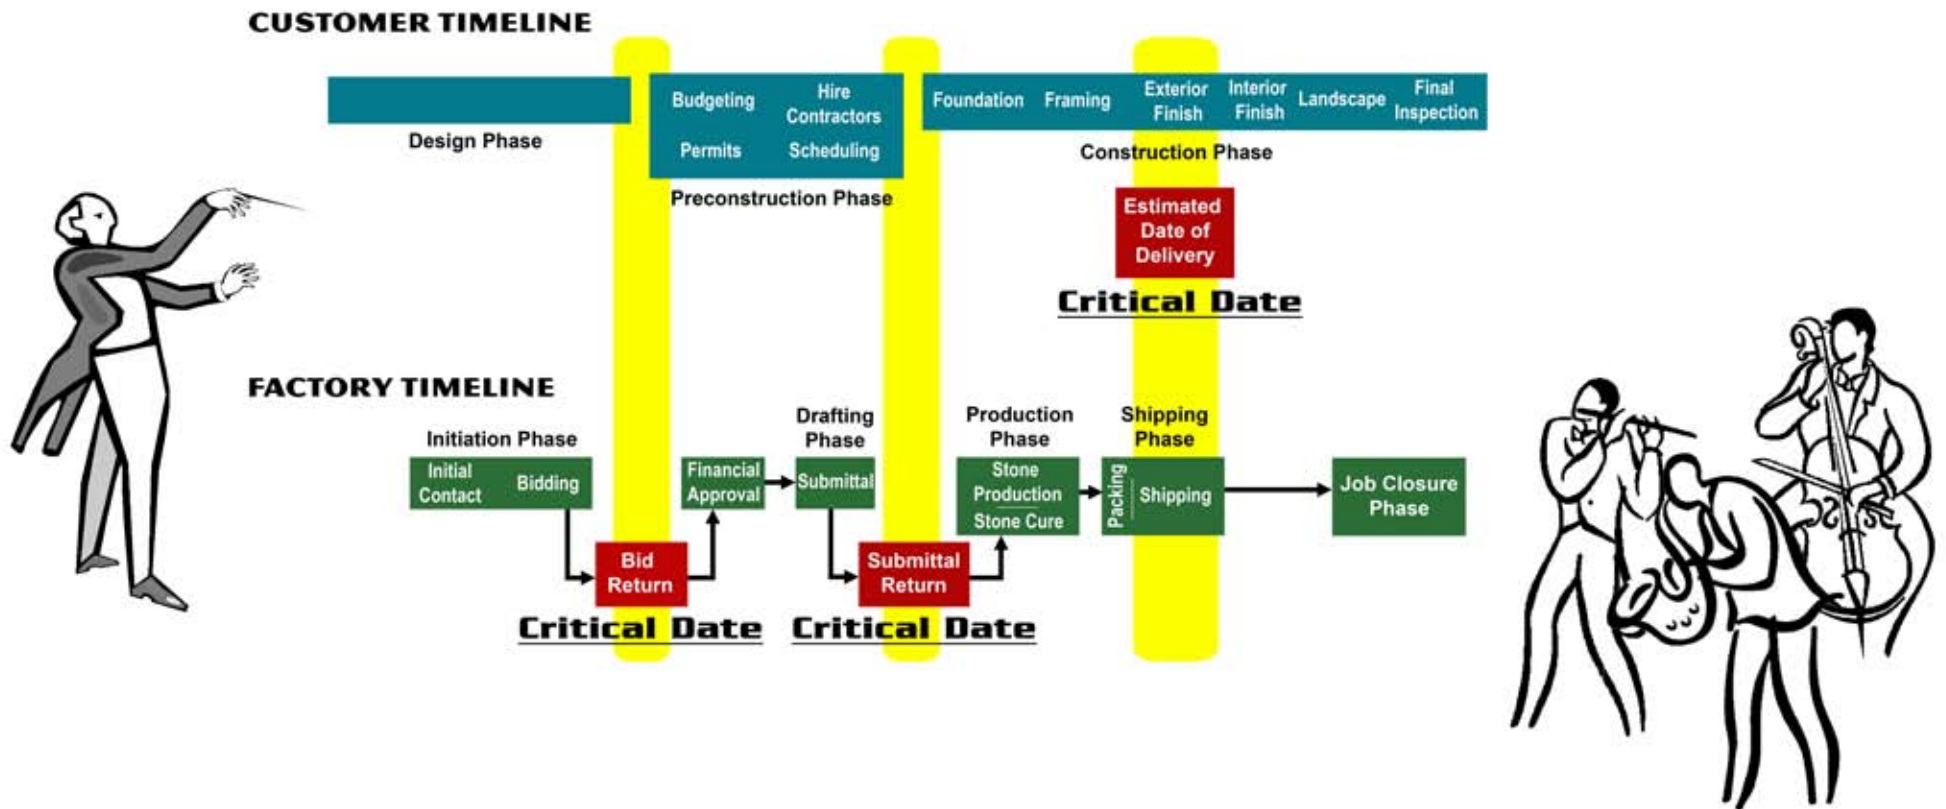 CUSTOMER TIMELINE
Design Phase
Budgeting
Hire
Contractors
Permits
Scheduling
Preconstruction Phase
Foundation
Framing
Exterior
Finish
Interior
Finish
Landscape
Final
Inspection
Construction Phase
Estimated
Date of
Delivery
Critical Date
FACTORY TIMELINE
Initiation Phase
Initial
Contact
Bidding
Bid
Return
Critical Date
Financial
Approval
Drafting
Phase
Submittal
Submittal
Return
Critical Date
Production
Phase
Stone
Production
Stone Cure
Shipping
Phase
Packing
Shipping
Job Closure
Phase